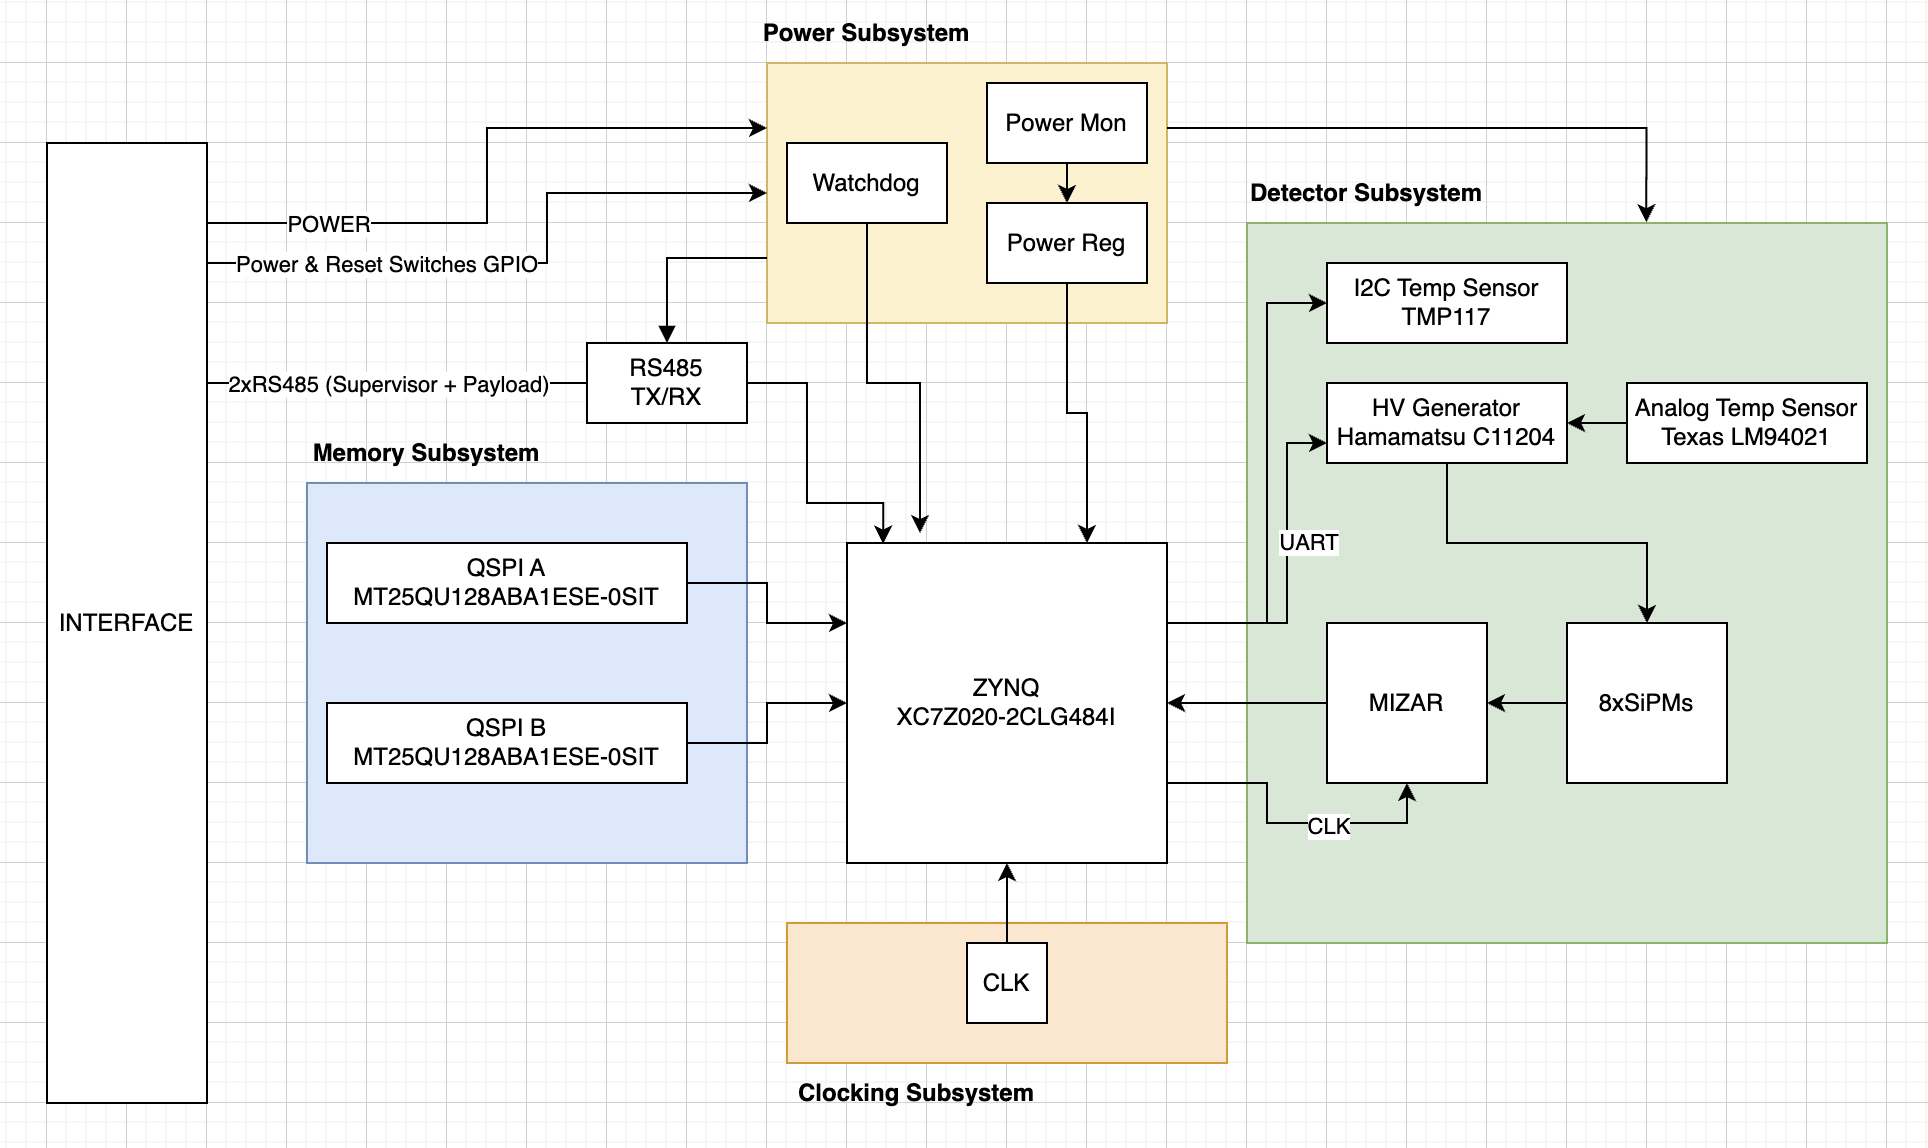 Power Subsystem
Power Mon
Watchdog
Power Reg
POWER
Power & Reset Switches GPIO
Detector Subsystem
I2C Temp Sensor
TMP117
RS485
TX/RX
2xRS485 (Supervisor + Payload)
HV Generator
Hamamatsu C11204
Analog Temp Sensor
Texas LM94021
Memory Subsystem
QSPI A
MT25QU128ABA1ESE-0SIT
UART
INTERFACE
ZYNQ
XC7Z020-2CLG484I
MIZAR
8xSiPMs
QSPI B
MT25QU128ABA1ESE-0SIT
CLK
CLK
Clocking Subsystem